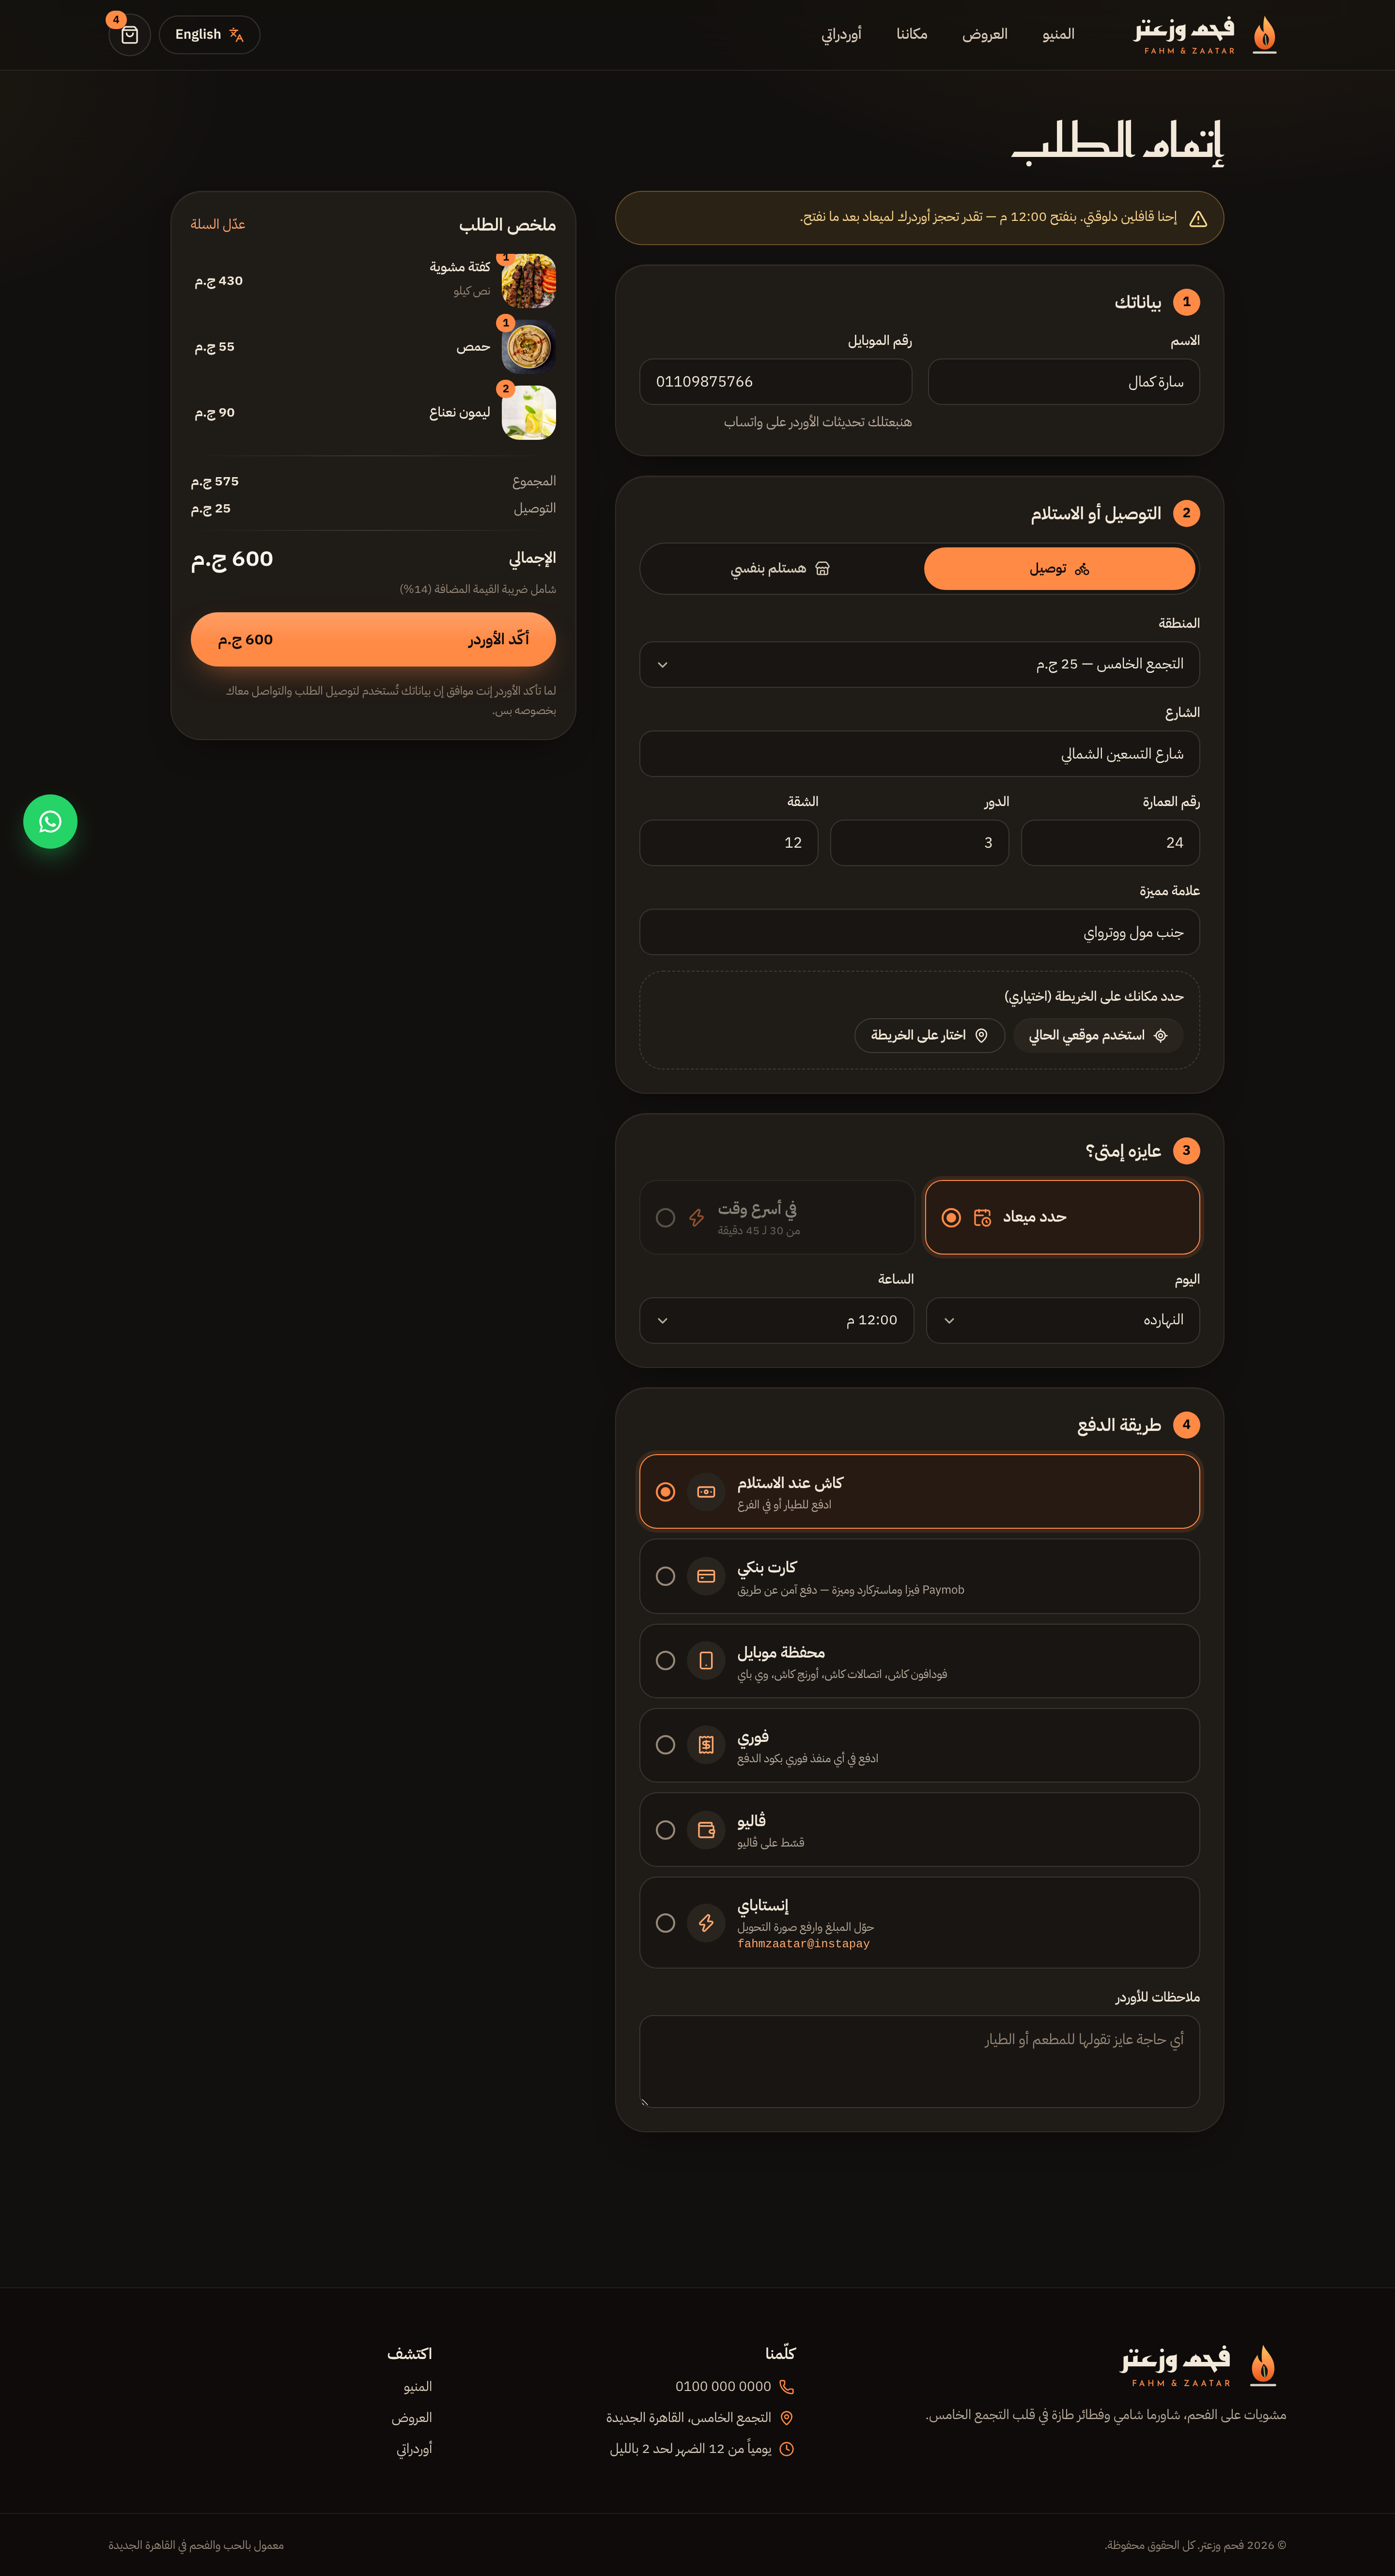 فحم وزعتر
FAHM & ZAATAR
المنيو
العروض
مكاننا
أوردراتي
English
4
إتمام الطلب
إحنا قافلين دلوقتي. بنفتح 12:00 م — تقدر تحجز أوردرك لميعاد بعد ما نفتح.
1 بياناتك
الاسم
سارة كمال
رقم الموبايل
01109875766
هنبعتلك تحديثات الأوردر على واتساب
2 التوصيل أو الاستلام
توصيل
هستلم بنفسي
المنطقة
التجمع الخامس — 25 ج.م
الشارع
شارع التسعين الشمالي
رقم العمارة
24
الدور
3
الشقة
12
علامة مميزة
جنب مول ووترواي
حدد مكانك على الخريطة (اختياري)
استخدم موقعي الحالي
اختار على الخريطة
3 عايزه إمتى؟
حدد ميعاد
في أسرع وقت
من 30 لـ 45 دقيقة
اليوم
النهارده
الساعة
12:00 م
4 طريقة الدفع
كاش عند الاستلام
ادفع للطيار أو في الفرع
كارت بنكي
فيزا وماستركارد وميزة — دفع آمن عن طريق Paymob
محفظة موبايل
فودافون كاش، اتصالات كاش، أورنج كاش، وي باي
فوري
ادفع في أي منفذ فوري بكود الدفع
ڤاليو
قسّط على ڤاليو
إنستاباي
حوّل المبلغ وارفع صورة التحويل
fahmzaatar@instapay
ملاحظات للأوردر
أي حاجة عايز تقولها للمطعم أو الطيار
ملخص الطلب
عدّل السلة
1
كفتة مشوية
نص كيلو
430 ج.م
1
حمص
55 ج.م
2
ليمون نعناع
90 ج.م
المجموع
575 ج.م
التوصيل
25 ج.م
الإجمالي
600 ج.م
شامل ضريبة القيمة المضافة (14%)
أكّد الأوردر
600 ج.م
لما تأكد الأوردر إنت موافق إن بياناتك تُستخدم لتوصيل الطلب والتواصل معاك
بخصوصه بس.
فحم وزعتر
FAHM & ZAATAR
مشويات على الفحم، شاورما شامي وفطائر طازة في قلب التجمع الخامس.
كلّمنا
0100 000 0000
التجمع الخامس، القاهرة الجديدة
يومياً من 12 الضهر لحد 2 بالليل
اكتشف
المنيو
العروض
أوردراتي
© 2026 فحم وزعتر. كل الحقوق محفوظة.
معمول بالحب والفحم في القاهرة الجديدة